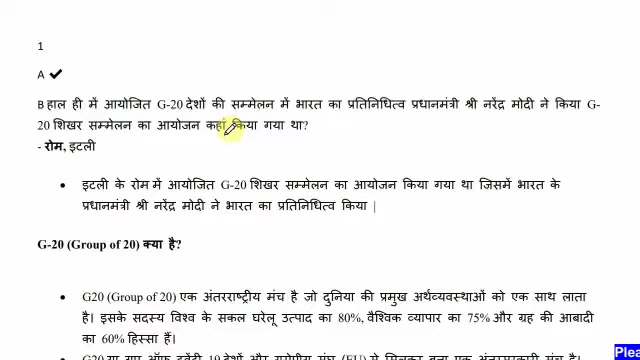 1
A ✔
B हाल ही में आयोजित G-20 देशों की सम्मेलन में भारत का प्रतिनिधित्व प्रधानमंत्री श्री नरेंद्र मोदी ने किया G-
20 शिखर सम्मेलन का आयोजन कहां किया गया था?
- रोम, इटली
• इटली के रोम में आयोजित G-20 शिखर सम्मेलन का आयोजन किया गया था जिसमें भारत के
प्रधानमंत्री श्री नरेंद्र मोदी ने भारत का प्रतिनिधित्व किया |
G-20 (Group of 20) क्या है?
• G20 (Group of 20) एक अंतरराष्ट्रीय मंच है जो दुनिया की प्रमुख अर्थव्यवस्थाओं को एक साथ लाता
है। इसके सदस्य विश्व के सकल घरेलू उत्पाद का 80%, वैश्विक व्यापार का 75% और ग्रह की आबादी
का 60% हिस्सा हैं।
Plea